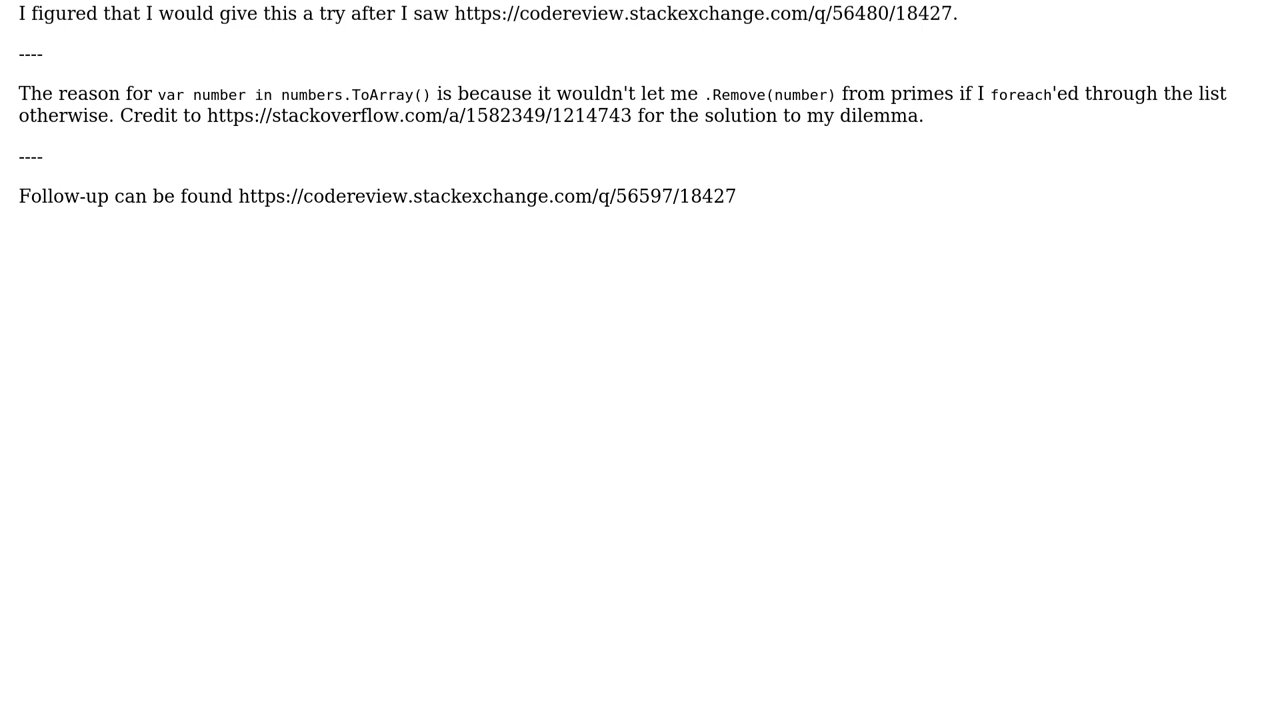 I figured that I would give this a try after I saw https://codereview.stackexchange.com/q/56480/18427.
----
The reason for var number in numbers.ToArray() is because it wouldn't let me .Remove(number) from primes if I foreach'ed through the list
otherwise. Credit to https://stackoverflow.com/a/1582349/1214743 for the solution to my dilemma.
----
Follow-up can be found https://codereview.stackexchange.com/q/56597/18427